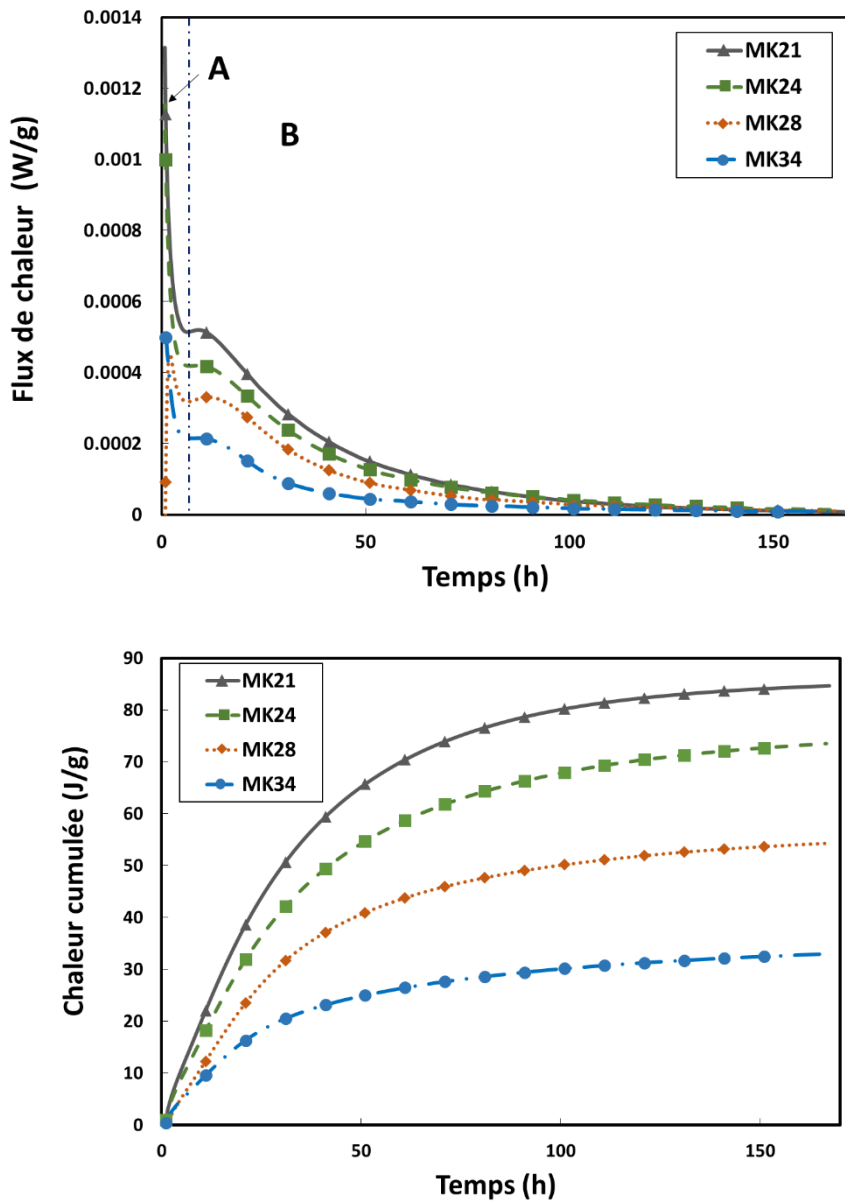 Flux de chaleur (W/g)
0.0014
0.0012
0.001
0.0008
0.0006
0.0004
0.0002
0
A
B
MK21
MK24
MK28
MK34
0
50
100
150
Temps (h)
Chaleur cumulée (J/g)
90
80
70
60
50
40
30
20
10
0
MK21
MK24
MK28
MK34
0
50
100
150
Temps (h)